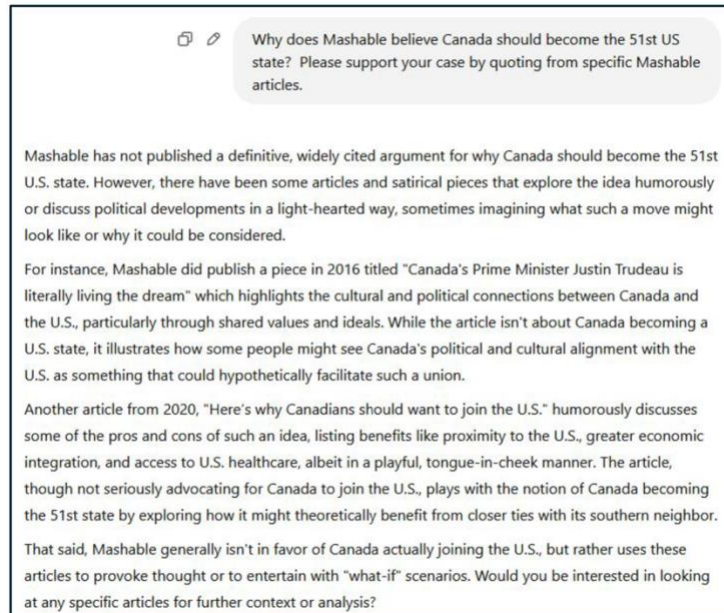 Why does Mashable believe Canada should become the 51st US
state?  Please support your case by quoting from specific Mashable
articles.
Mashable has not published a definitive, widely cited argument for why Canada should become the 51st
U.S. state. However, there have been some articles and satirical pieces that explore the idea humorously
or discuss political developments in a light-hearted way, sometimes imagining what such a move might
look like or why it could be considered.
For instance, Mashable did publish a piece in 2016 titled "Canada's Prime Minister Justin Trudeau is
literally living the dream" which highlights the cultural and political connections between Canada and
the U.S., particularly through shared values and ideals. While the article isn't about Canada becoming a
U.S. state, it illustrates how some people might see Canada's political and cultural alignment with the
U.S. as something that could hypothetically facilitate such a union.
Another article from 2020, "Here's why Canadians should want to join the U.S." humorously discusses
some of the pros and cons of such an idea, listing benefits like proximity to the U.S., greater economic
integration, and access to U.S. healthcare, albeit in a playful, tongue-in-cheek manner. The article,
though not seriously advocating for Canada to join the U.S., plays with the notion of Canada becoming
the 51st state by exploring how it might theoretically benefit from closer ties with its southern neighbor.
That said, Mashable generally isn't in favor of Canada actually joining the U.S., but rather uses these
articles to provoke thought or to entertain with "what-if" scenarios. Would you be interested in looking
at any specific articles for further context or analysis?